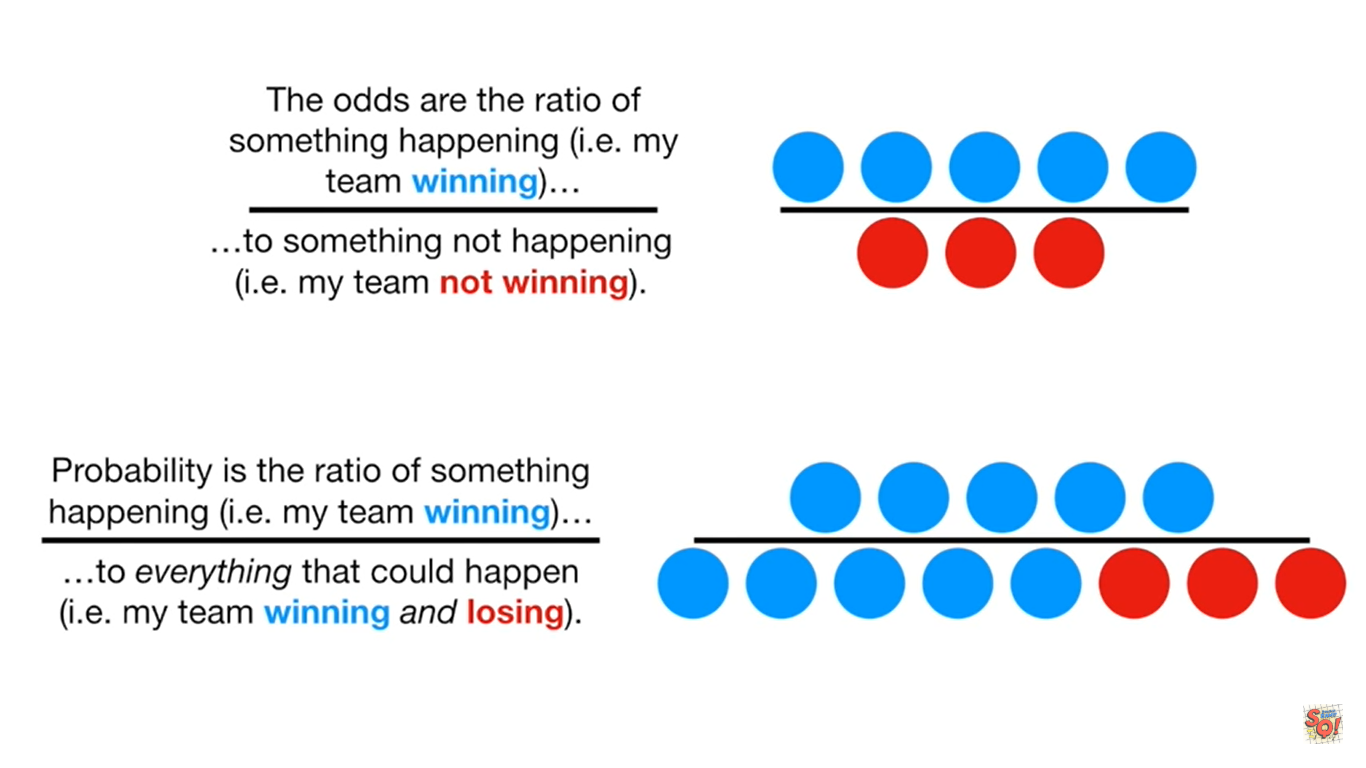 The odds are the ratio of
something happening (i.e. my
team winning)…
…to something not happening
(i.e. my team not winning).
Probability is the ratio of something
happening (i.e. my team winning)…
…to everything that could happen
(i.e. my team winning and losing).
SQ!